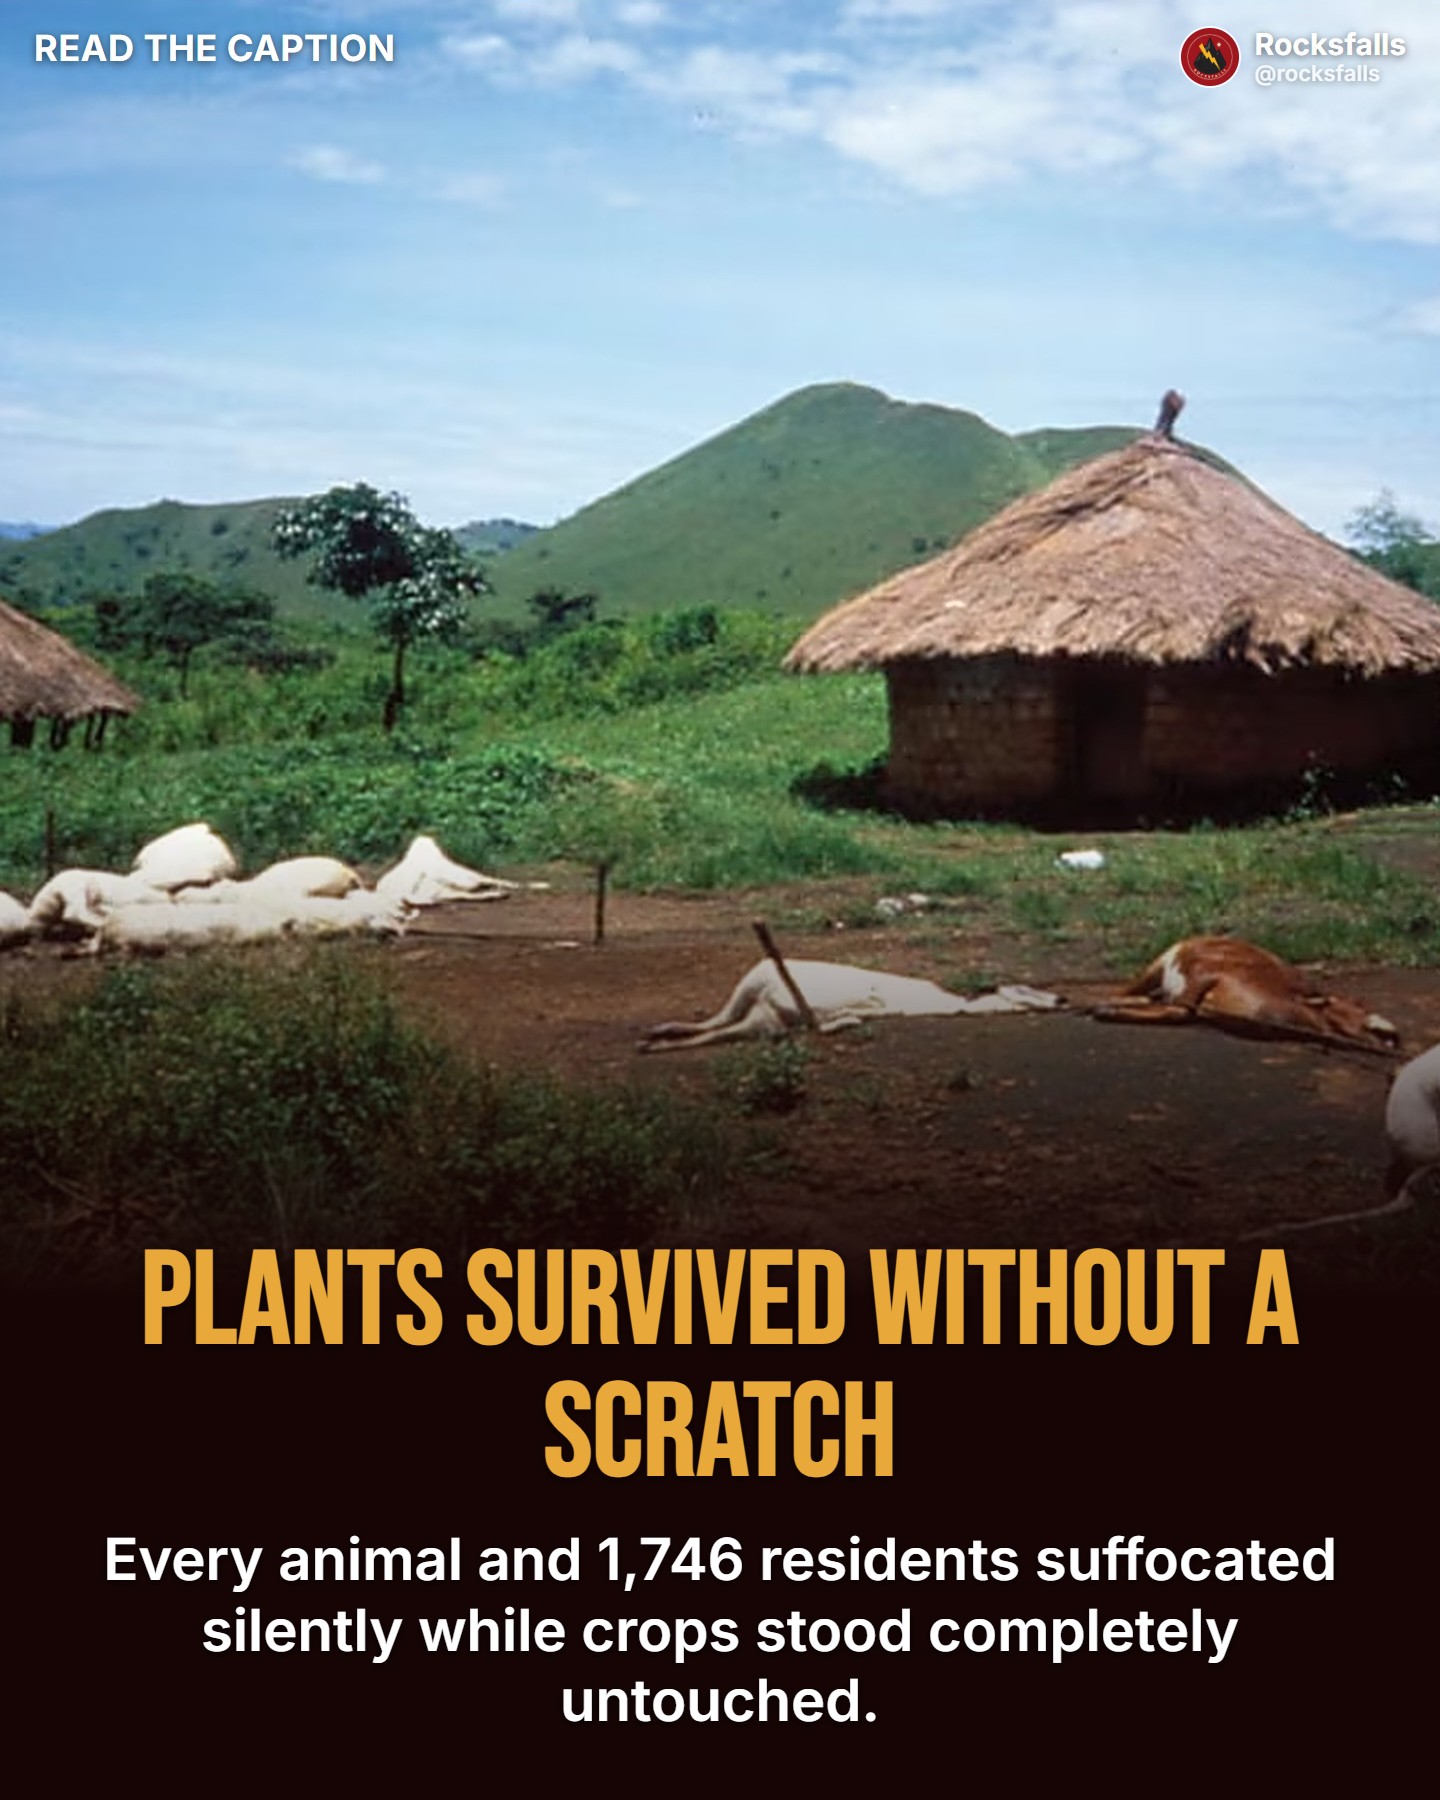 READ THE CAPTION
Rocksfalls
@rocksfalls
PLANTS SURVIVED WITHOUT A
SCRATCH
Every animal and 1,746 residents suffocated
silently while crops stood completely
untouched.